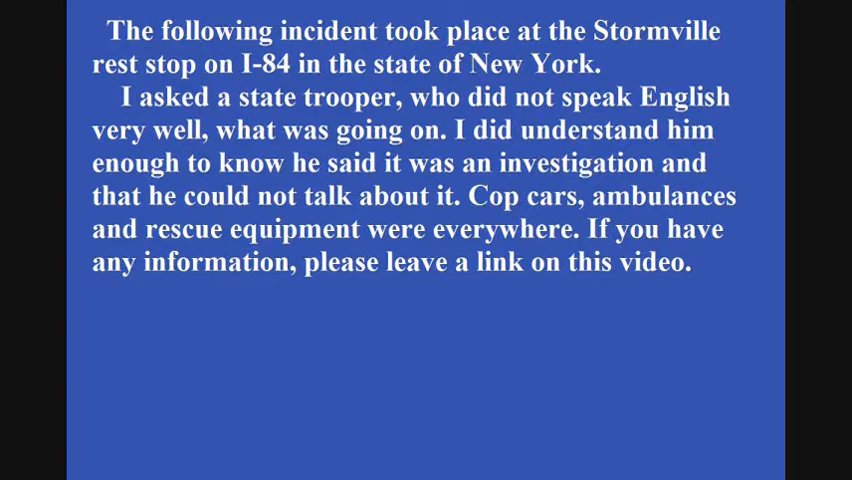 The following incident took place at the Stormville
rest stop on I-84 in the state of New York.
I asked a state trooper, who did not speak English
very well, what was going on. I did understand him
enough to know he said it was an investigation and
that he could not talk about it. Cop cars, ambulances
and rescue equipment were everywhere. If you have
any information, please leave a link on this video.